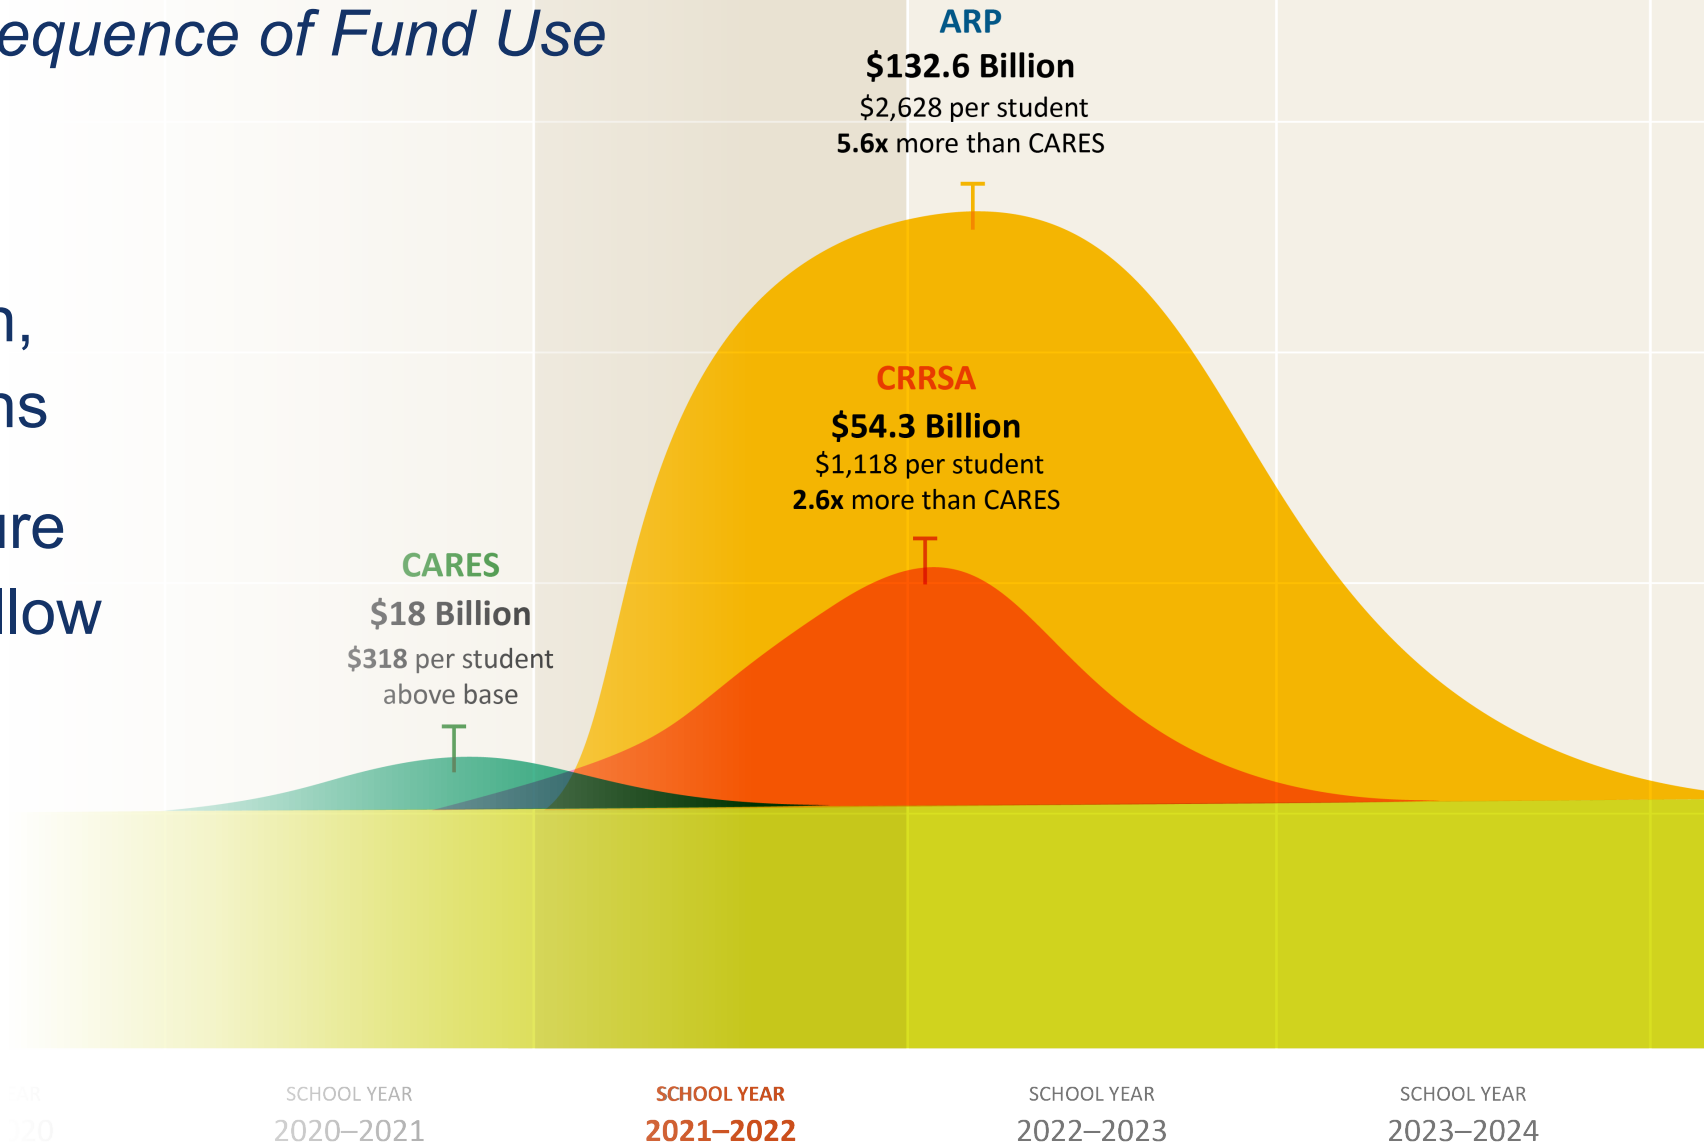 equence of Fund Use
ARP
$132.6 Billion
$2,628 per student
5.6x more than CARES
n,
ns
ure
llow
CRRSA
$54.3 Billion
$1,118 per student
2.6x more than CARES
CARES
$18 Billion
$318 per student
above base
SCHOOL YEAR
2020–2021
SCHOOL YEAR
2021–2022
SCHOOL YEAR
2022–2023
SCHOOL YEAR
2023–2024